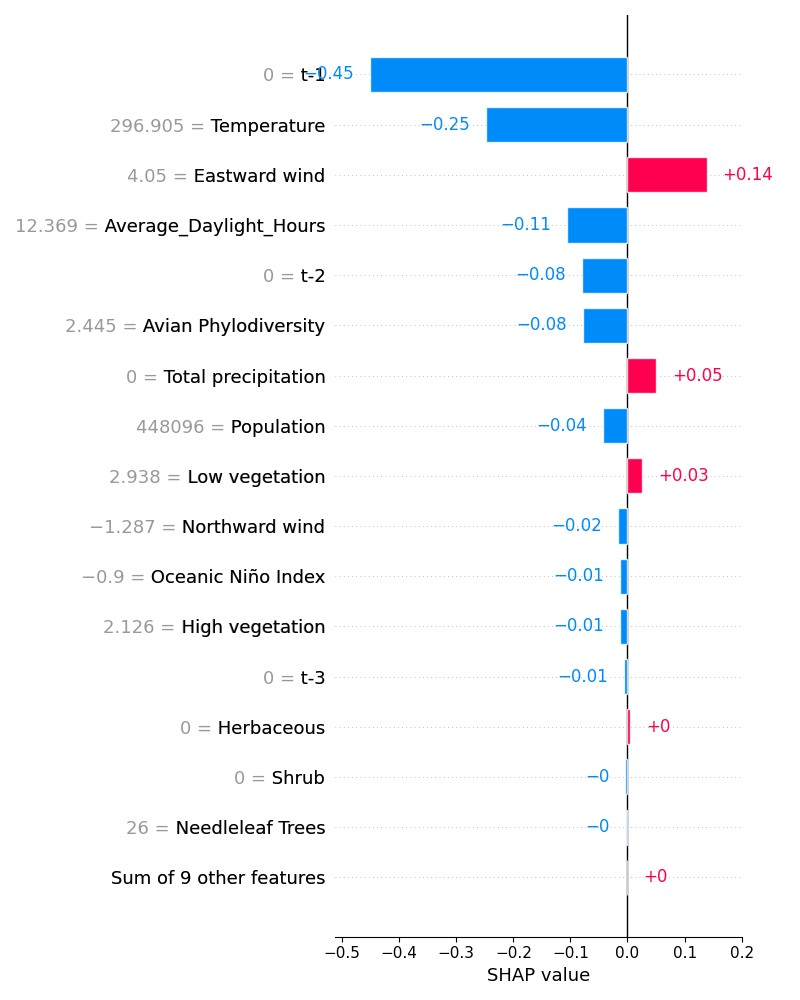 0 = t-1 −0.45
296.905 = Temperature −0.25
4.05 = Eastward wind +0.14
12.369 = Average_Daylight_Hours −0.11
0 = t-2 −0.08
2.445 = Avian Phylodiversity −0.08
0 = Total precipitation +0.05
448096 = Population −0.04
2.938 = Low vegetation +0.03
−1.287 = Northward wind −0.02
−0.9 = Oceanic Niño Index −0.01
2.126 = High vegetation −0.01
0 = t-3 −0.01
0 = Herbaceous +0
0 = Shrub −0
26 = Needleleaf Trees −0
Sum of 9 other features +0
−0.5 −0.4 −0.3 −0.2 −0.1 0.0 0.1 0.2
SHAP value